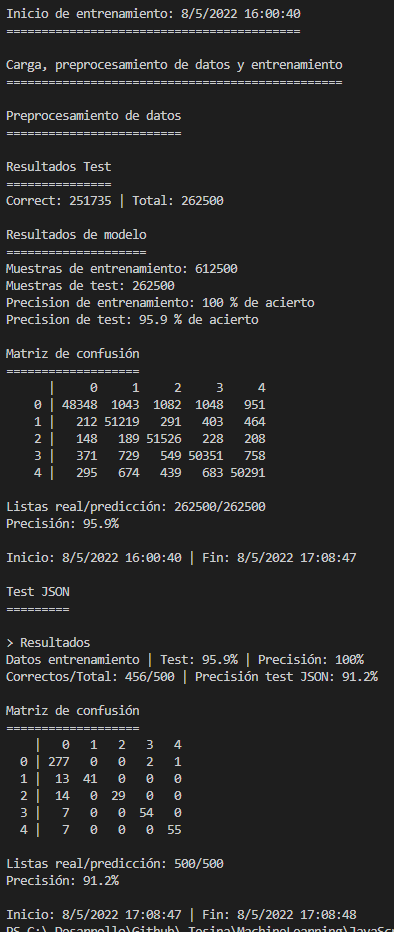 Inicio de entrenamiento: 8/5/2022 16:00:40
==========================================
Carga, preprocesamiento de datos y entrenamiento
================================================
Preprocesamiento de datos
=========================
Resultados Test
===============
Correct: 251735 | Total: 262500
Resultados de modelo
====================
Muestras de entrenamiento: 612500
Muestras de test: 262500
Precision de entrenamiento: 100 % de acierto
Precision de test: 95.9 % de acierto
Matriz de confusión
===================
      |     0     1     2     3     4
    0 | 48348  1043  1082  1048   951
    1 |   212 51219   291   403   464
    2 |   148   189 51526   228   208
    3 |   371   729   549 50351   758
    4 |   295   674   439   683 50291
Listas real/predicción: 262500/262500
Precisión: 95.9%
Inicio: 8/5/2022 16:00:40 | Fin: 8/5/2022 17:08:47
Test JSON
=========
> Resultados
Datos entrenamiento | Test: 95.9% | Precisión: 100%
Correctos/Total: 456/500 | Precisión test JSON: 91.2%
Matriz de confusión
===================
    |   0   1   2   3   4
  0 | 277   0   0   2   1
  1 |  13  41   0   0   0
  2 |  14   0  29   0   0
  3 |   7   0   0  54   0
  4 |   7   0   0   0  55
Listas real/predicción: 500/500
Precisión: 91.2%
Inicio: 8/5/2022 17:08:47 | Fin: 8/5/2022 17:08:48
PS C:\_Desarrollo\Github\_Tesina\MachineLearning\JavaScr